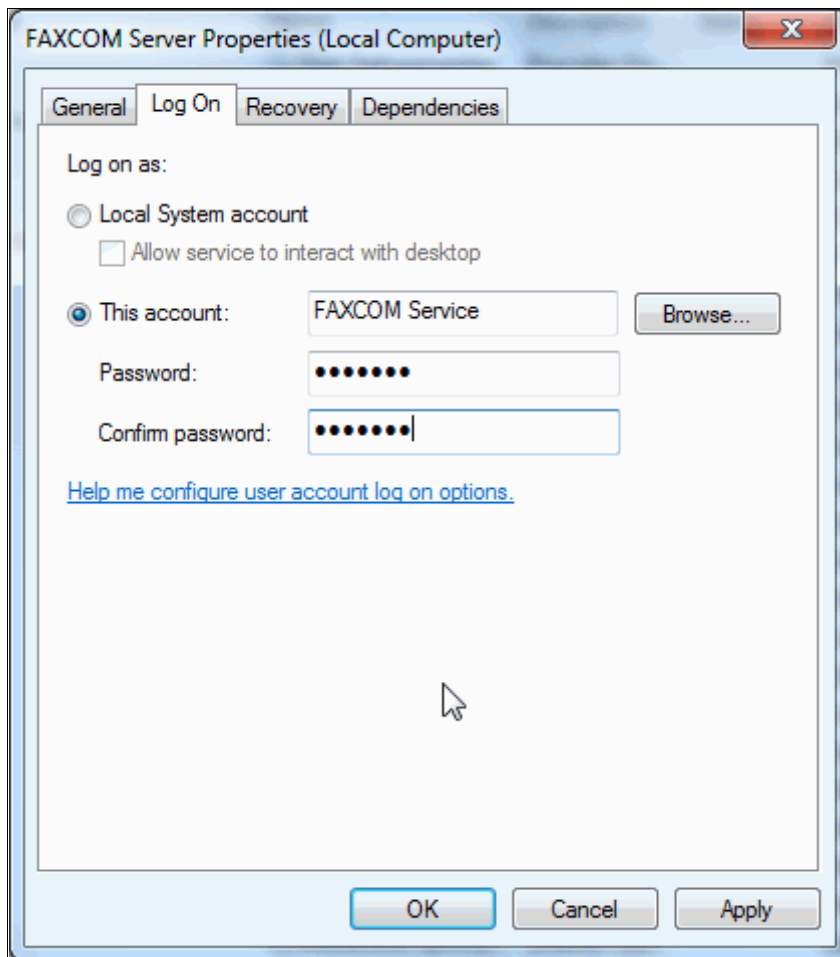 FAXCOM Server Properties (Local Computer)
General Log On Recovery Dependencies
Log on as:
Local System account
Allow service to interact with desktop
This account: FAXCOM Service Browse...
Password: •••••••
Confirm password: •••••••
Help me configure user account log on options.
OK Cancel Apply